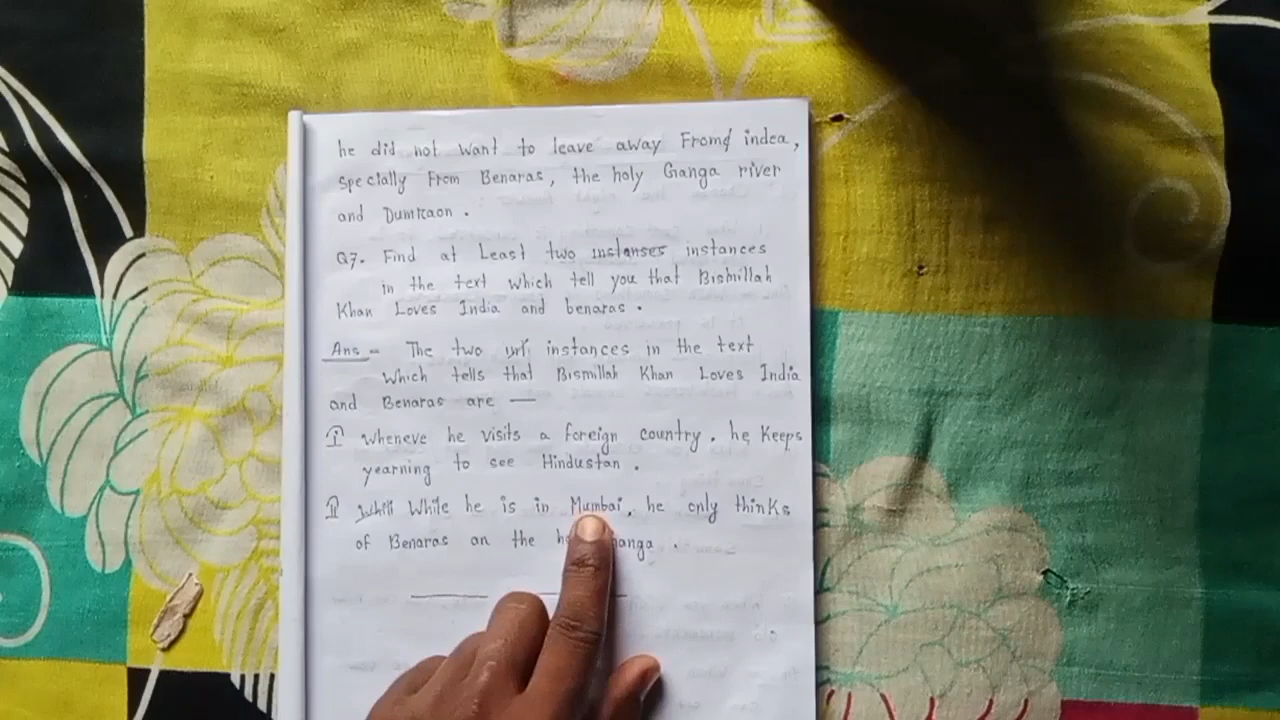 he did not want to leave away From indea,
specially From Benaras, the holy Ganga river
and Dumraon.
Q7. Find at Least two instanses instances
in the text which tell you that Bismillah
Khan Loves India and benaras.
Ans - The two instances in the text
Which tells that Bismillah Khan Loves India
and Benaras are —
I Wheneve he visits a foreign country, he keeps
yearning to see Hindustan.
II While he is in Mumbai, he only thinks
of Benaras an the